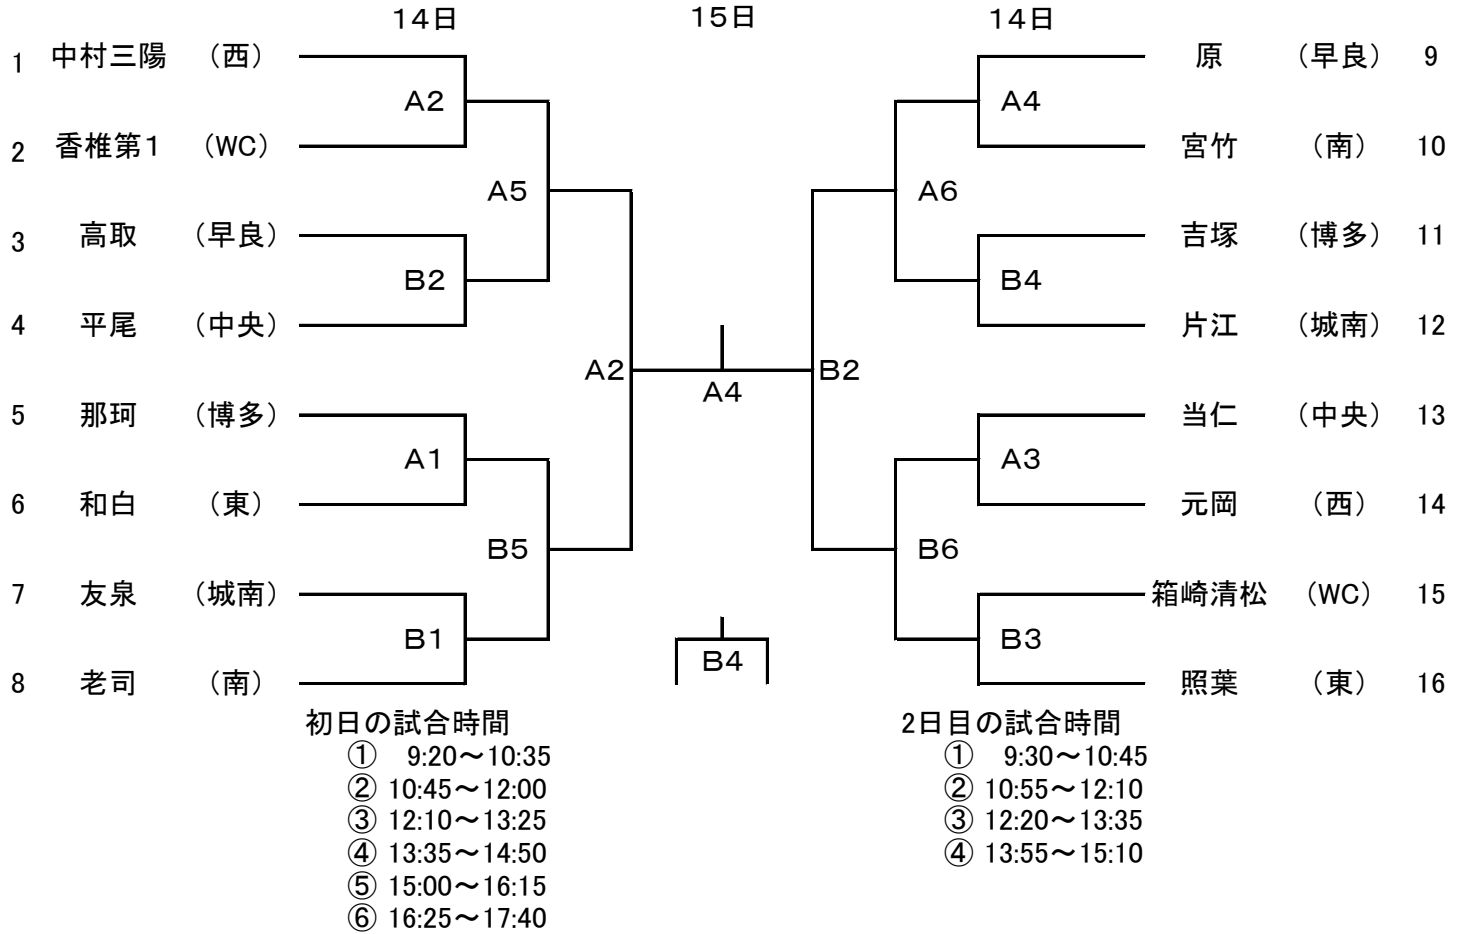 14日 15日 14日
1 中村三陽 （西） 原 （早良） 9
A2 A4
2 香椎第1 （WC） 宮竹 （南） 10
A5 A6
3 高取 （早良） 吉塚 （博多） 11
B2 B4
4 平尾 （中央） 片江 （城南） 12
A2 A4 B2
5 那珂 （博多） 当仁 （中央） 13
A1 A3
6 和白 （東） 元岡 （西） 14
B5 B6
7 友泉 （城南） 箱崎清松 （WC） 15
B1 B4 B3
8 老司 （南） 照葉 （東） 16
初日の試合時間 2日目の試合時間
① 9:20～10:35 ① 9:30～10:45
② 10:45～12:00 ② 10:55～12:10
③ 12:10～13:25 ③ 12:20～13:35
④ 13:35～14:50 ④ 13:55～15:10
⑤ 15:00～16:15
⑥ 16:25～17:40